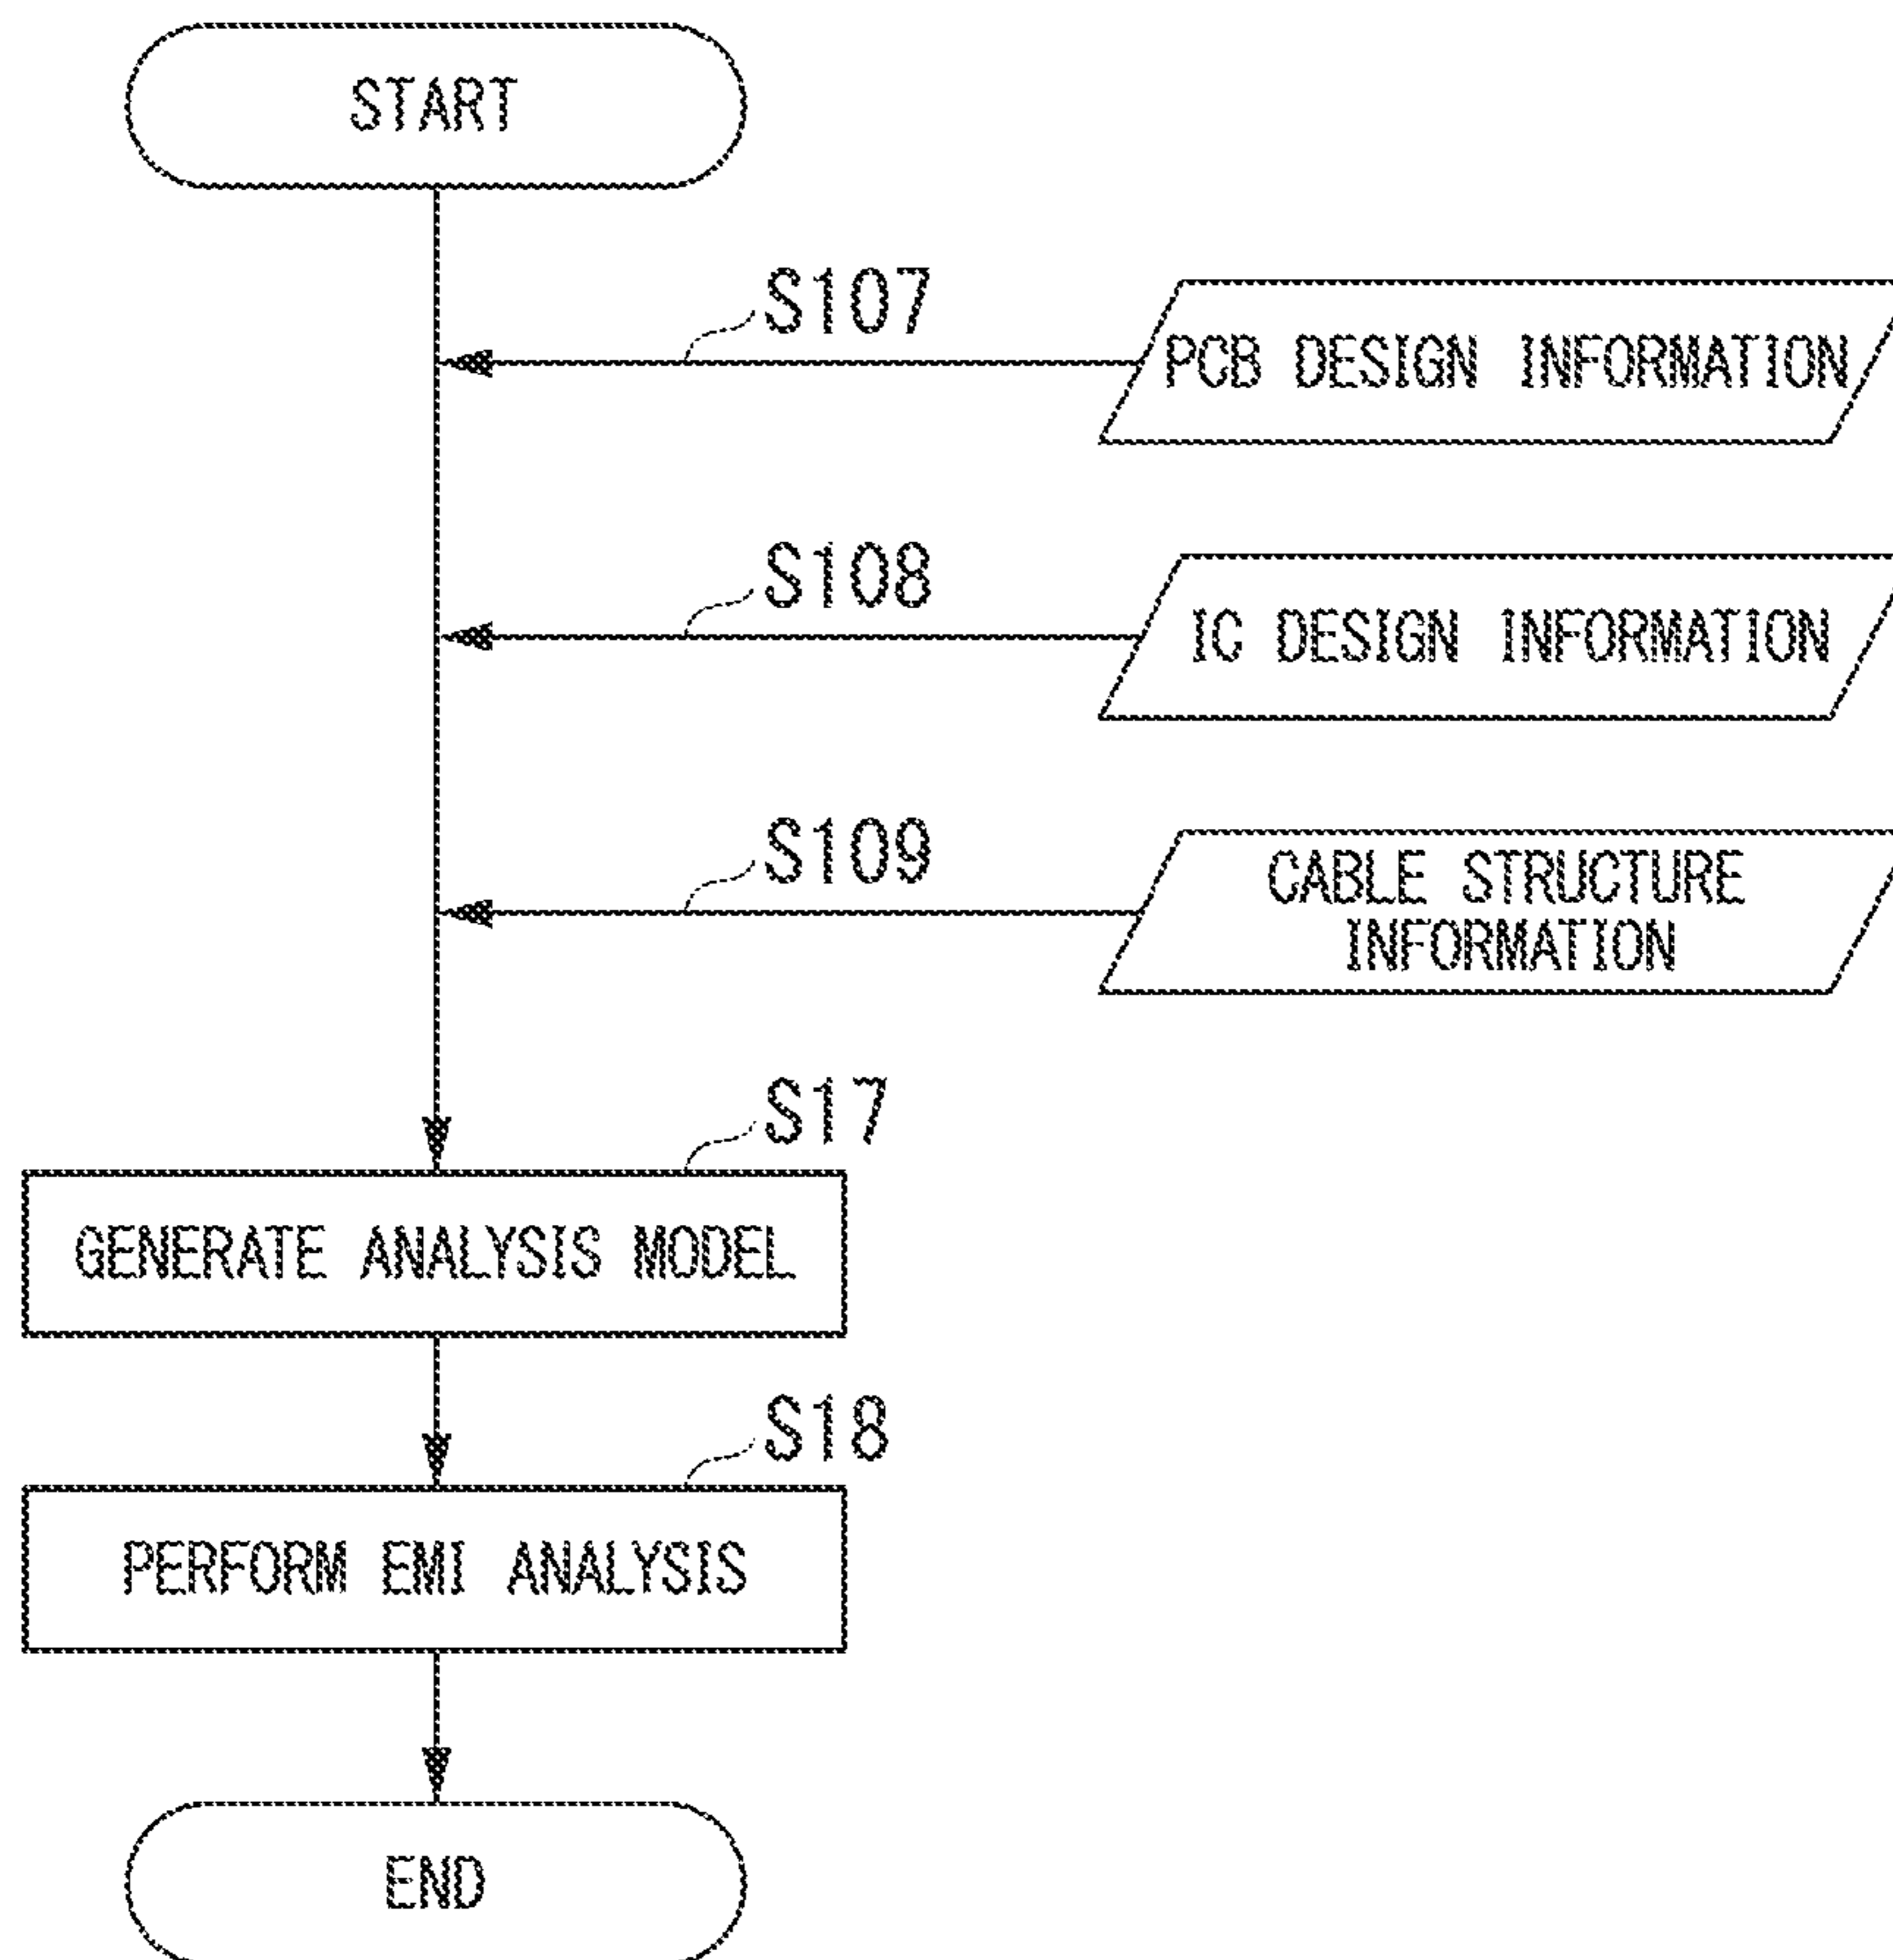 START
S107
PCB DESIGN INFORMATION
S108
IC DESIGN INFORMATION
S109
CABLE STRUCTURE
INFORMATION
S17
GENERATE ANALYSIS MODEL
S18
PERFORM EMI ANALYSIS
END